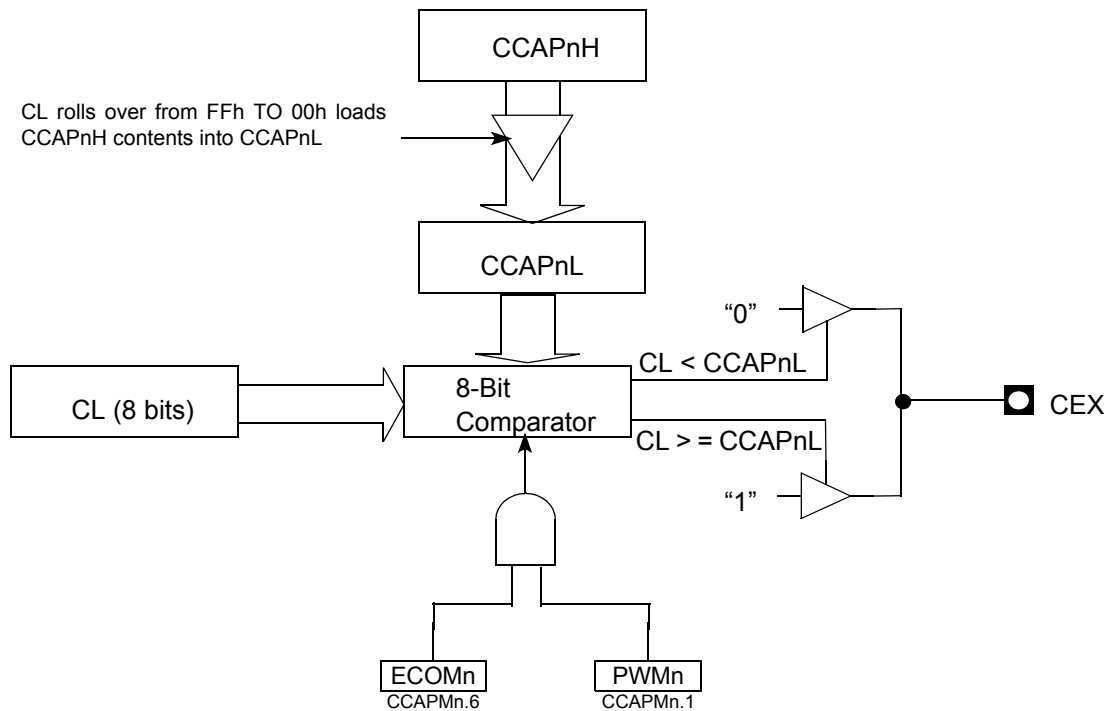 CCAPnH
CL rolls over from FFh TO 00h loads
CCAPnH contents into CCAPnL
CCAPnL
“0”
CL < CCAPnL
CL (8 bits)
8-Bit
Comparator
CEX
CL > = CCAPnL
“1”
ECOMn
CCAPMn.6
PWMn
CCAPMn.1